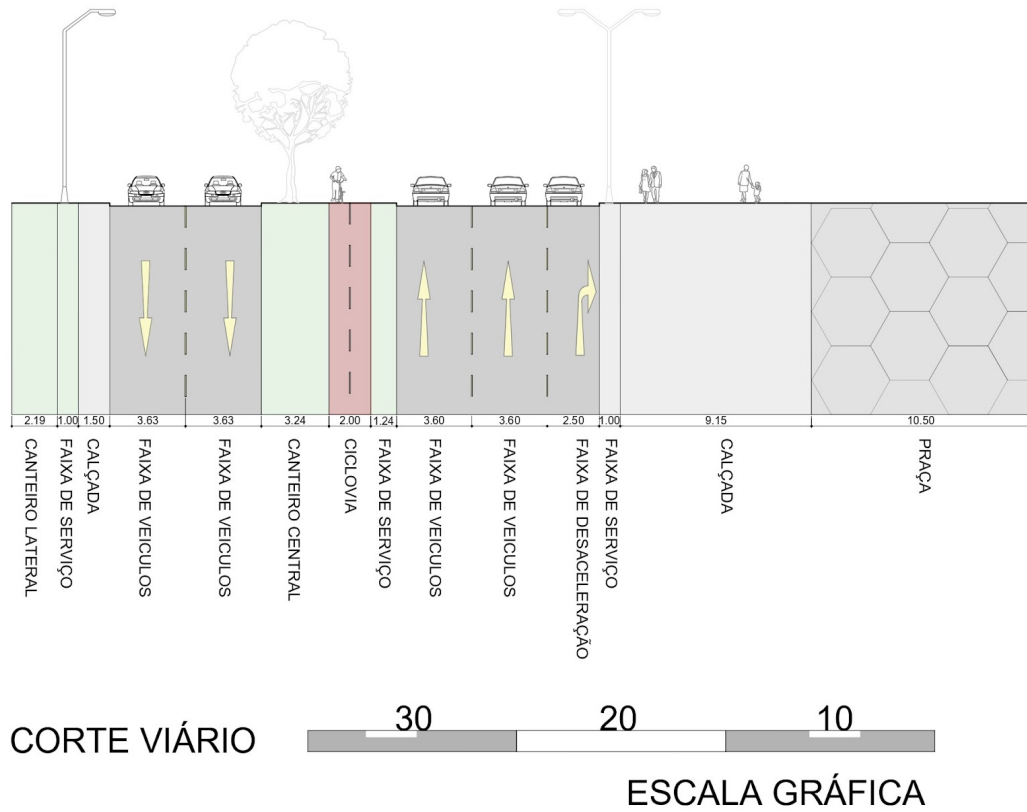 2.19 1.00 1.50 3.63 3.63 3.24 2.00 1.24 3.60 3.60 2.50 1.00 9.15 10.50
CANTEIRO LATERAL
FAIXA DE SERVIÇO
CALÇADA
FAIXA DE VEICULOS
FAIXA DE VEICULOS
CANTEIRO CENTRAL
CICLOVIA
FAIXA DE SERVIÇO
FAIXA DE VEICULOS
FAIXA DE VEICULOS
FAIXA DE DESACELERAÇÃO
FAIXA DE SERVIÇO
CALÇADA
PRAÇA
CORTE VIÁRIO
30 20 10
ESCALA GRÁFICA